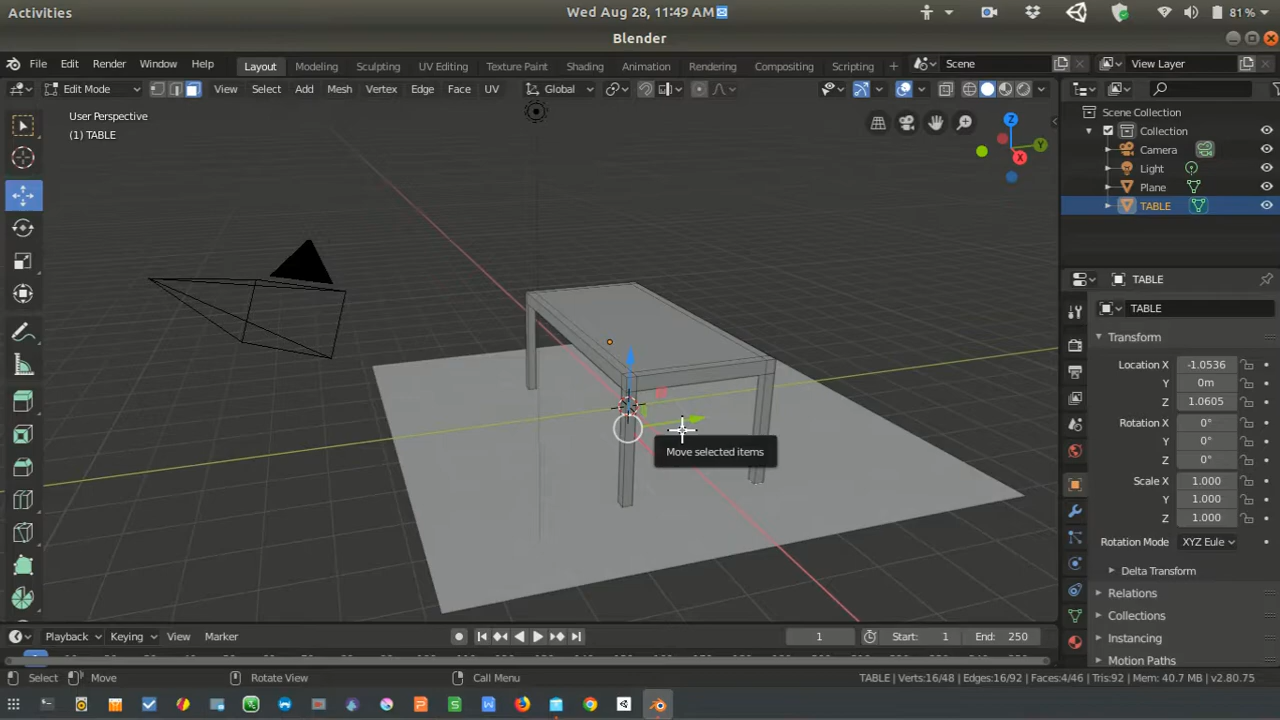 Activities
Wed Aug 28, 11:49 AM
81 %
Blender
File Edit Render Window Help
Layout Modeling Sculpting UV Editing Texture Paint Shading Animation Rendering Compositing Scripting +
Scene
View Layer
Edit Mode View Select Add Mesh Vertex Edge Face UV Global
User Perspective
(1) TABLE
Z
Y
X
Move selected items
Scene Collection
Collection
Camera
Light
Plane
TABLE
TABLE
TABLE
Transform
Location X -1.0536
Y 0m
Z 1.0605
Rotation X 0°
Y 0°
Z 0°
Scale X 1.000
Y 1.000
Z 1.000
Rotation Mode XYZ Eule
Delta Transform
Relations
Collections
Instancing
Motion Paths
Playback Keying View Marker 1 Start: 1 End: 250
Select Move Rotate View Call Menu TABLE | Verts:16/48 | Edges:16/92 | Faces:4/46 | Tris:92 | Mem: 40.7 MB | v2.80.75